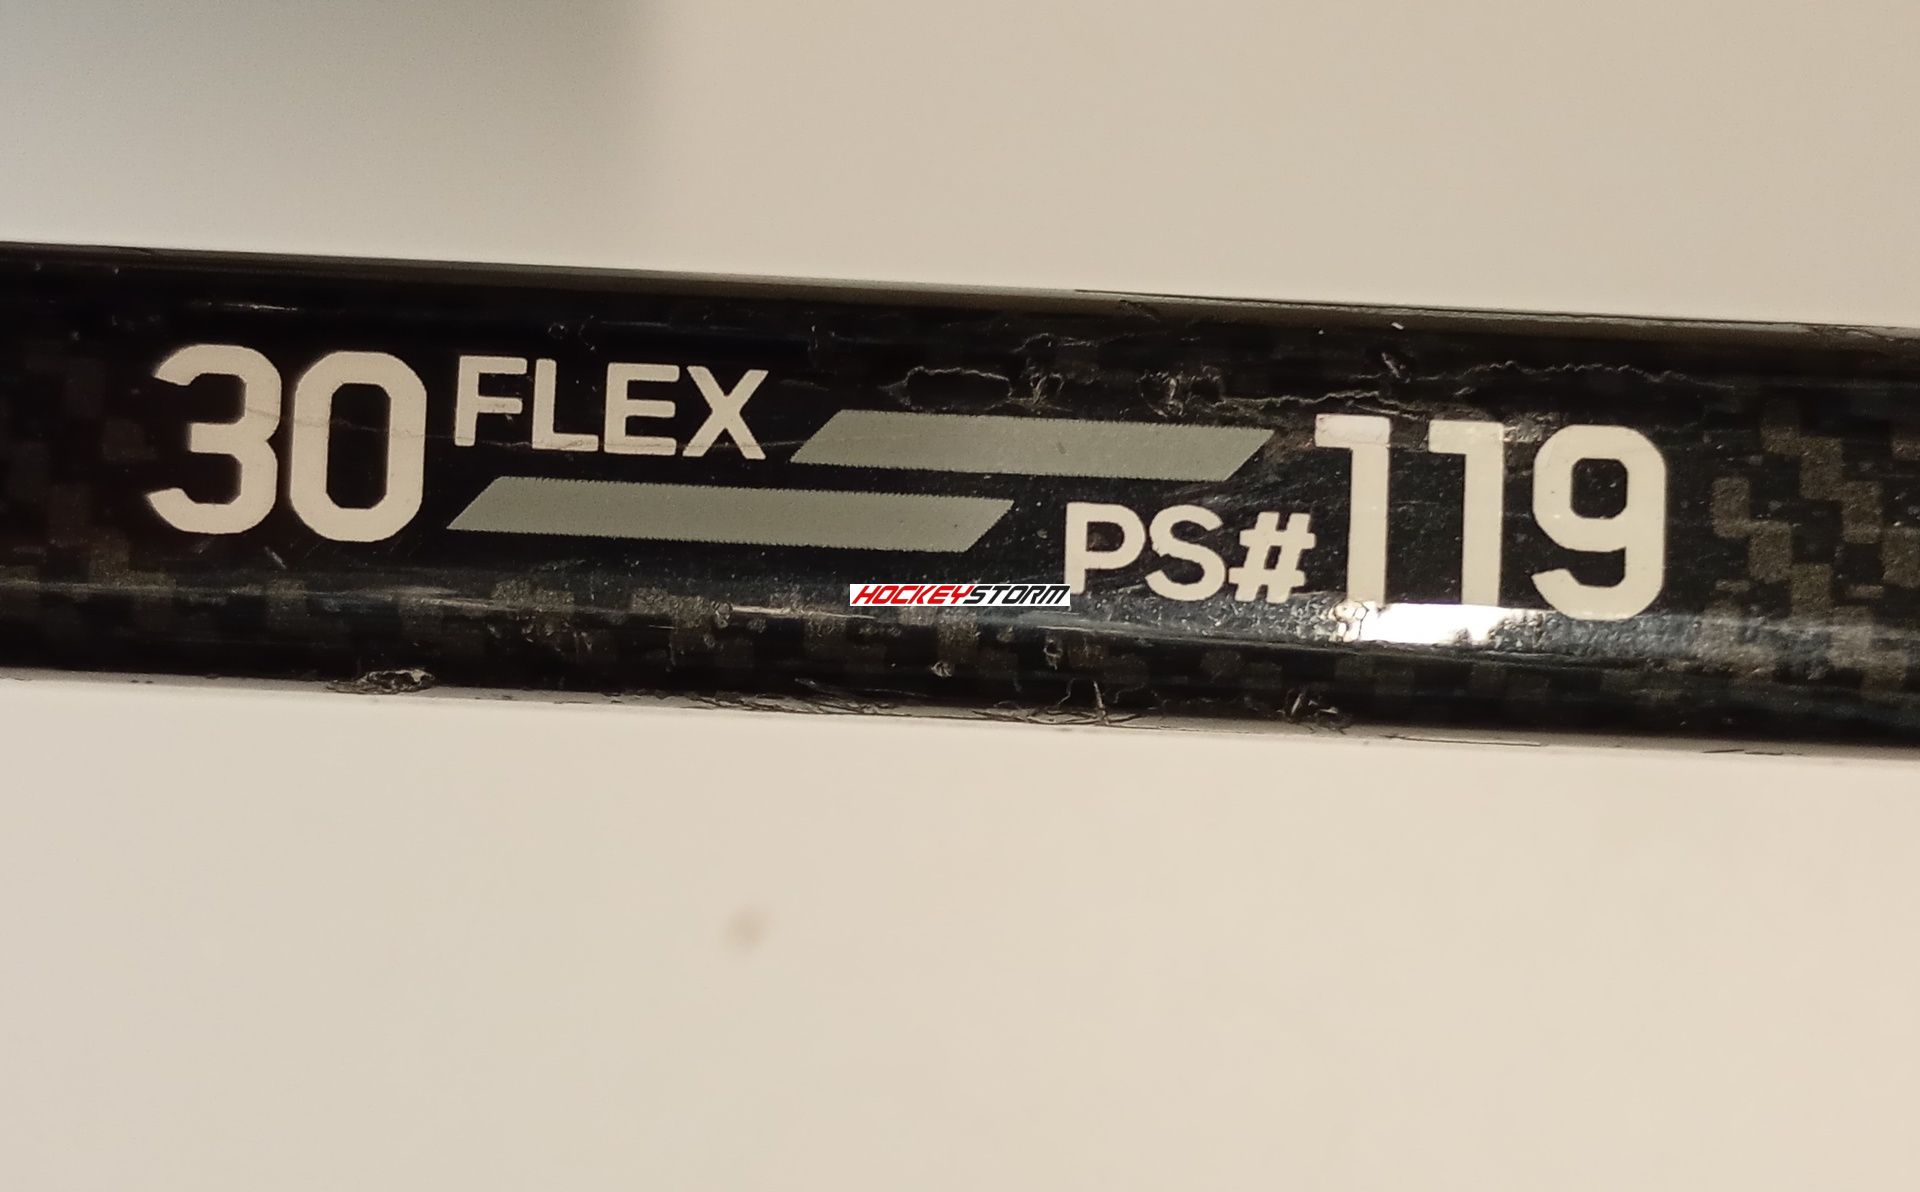 30 FLEX
PS#119
HOCKEYSTORM